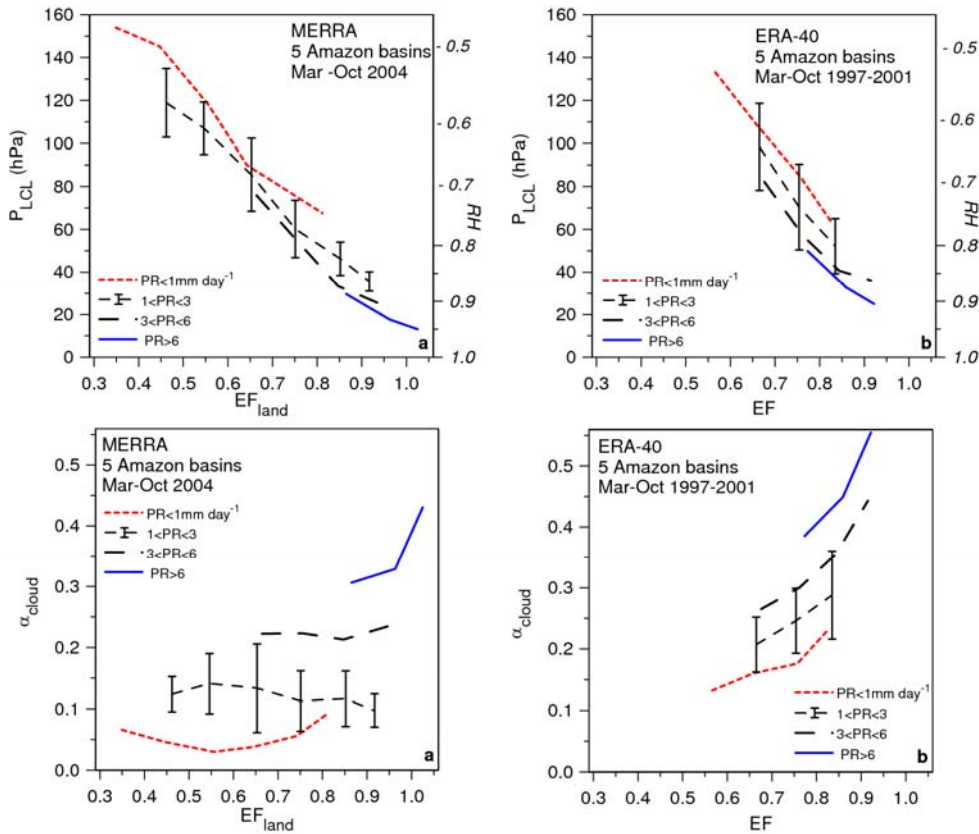 160
140
120
100
80
60
40
20
0
P_LCL (hPa)
MERRA
5 Amazon basins
Mar -Oct 2004
PR<1mm day⁻¹
1<PR<3
3<PR<6
PR>6
- 0.5
- 0.6
- 0.7
0.8
0.9
1.0
RH
a
0.3 0.4 0.5 0.6 0.7 0.8 0.9 1.0
EF_land
160
140
120
100
80
60
40
20
0
P_LCL (hPa)
ERA-40
5 Amazon basins
Mar-Oct 1997-2001
PR<1mm day⁻¹
1<PR<3
3<PR<6
PR>6
- 0.5
- 0.6
- 0.7
0.8
0.9
1.0
RH
b
0.3 0.4 0.5 0.6 0.7 0.8 0.9 1.0
EF
0.5
0.4
0.3
0.2
0.1
0.0
α_cloud
MERRA
5 Amazon basins
Mar-Oct 2004
PR<1mm day⁻¹
1<PR<3
3<PR<6
PR>6
a
0.3 0.4 0.5 0.6 0.7 0.8 0.9 1.0
EF_land
0.5
0.4
0.3
0.2
0.1
0.0
α_cloud
ERA-40
5 Amazon basins
Mar-Oct 1997-2001
PR<1mm day⁻¹
1<PR<3
3<PR<6
PR>6
b
0.3 0.4 0.5 0.6 0.7 0.8 0.9 1.0
EF